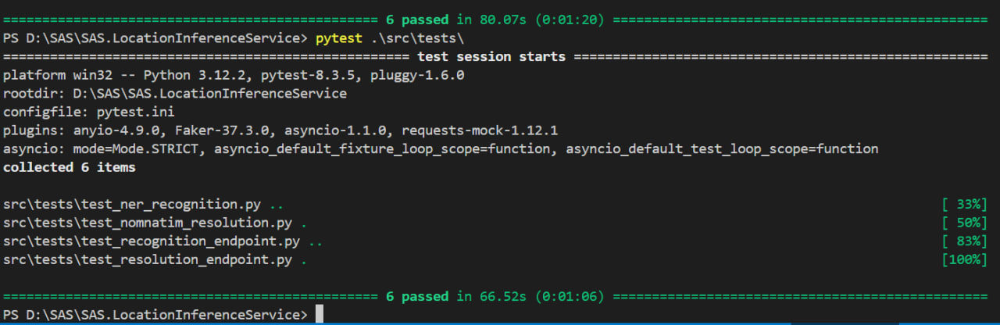 ================================================ 6 passed in 80.07s (0:01:20) ================================================
PS D:\SAS\SAS.LocationInferenceService> pytest .\src\tests\
==================================================== test session starts =====================================================
platform win32 -- Python 3.12.2, pytest-8.3.5, pluggy-1.6.0
rootdir: D:\SAS\SAS.LocationInferenceService
configfile: pytest.ini
plugins: anyio-4.9.0, Faker-37.3.0, asyncio-1.1.0, requests-mock-1.12.1
asyncio: mode=Mode.STRICT, asyncio_default_fixture_loop_scope=function, asyncio_default_test_loop_scope=function
collected 6 items
src\tests\test_ner_recognition.py .. [ 33%]
src\tests\test_nomnatim_resolution.py . [ 50%]
src\tests\test_recognition_endpoint.py .. [ 83%]
src\tests\test_resolution_endpoint.py . [100%]
================================================ 6 passed in 66.52s (0:01:06) ================================================
PS D:\SAS\SAS.LocationInferenceService>